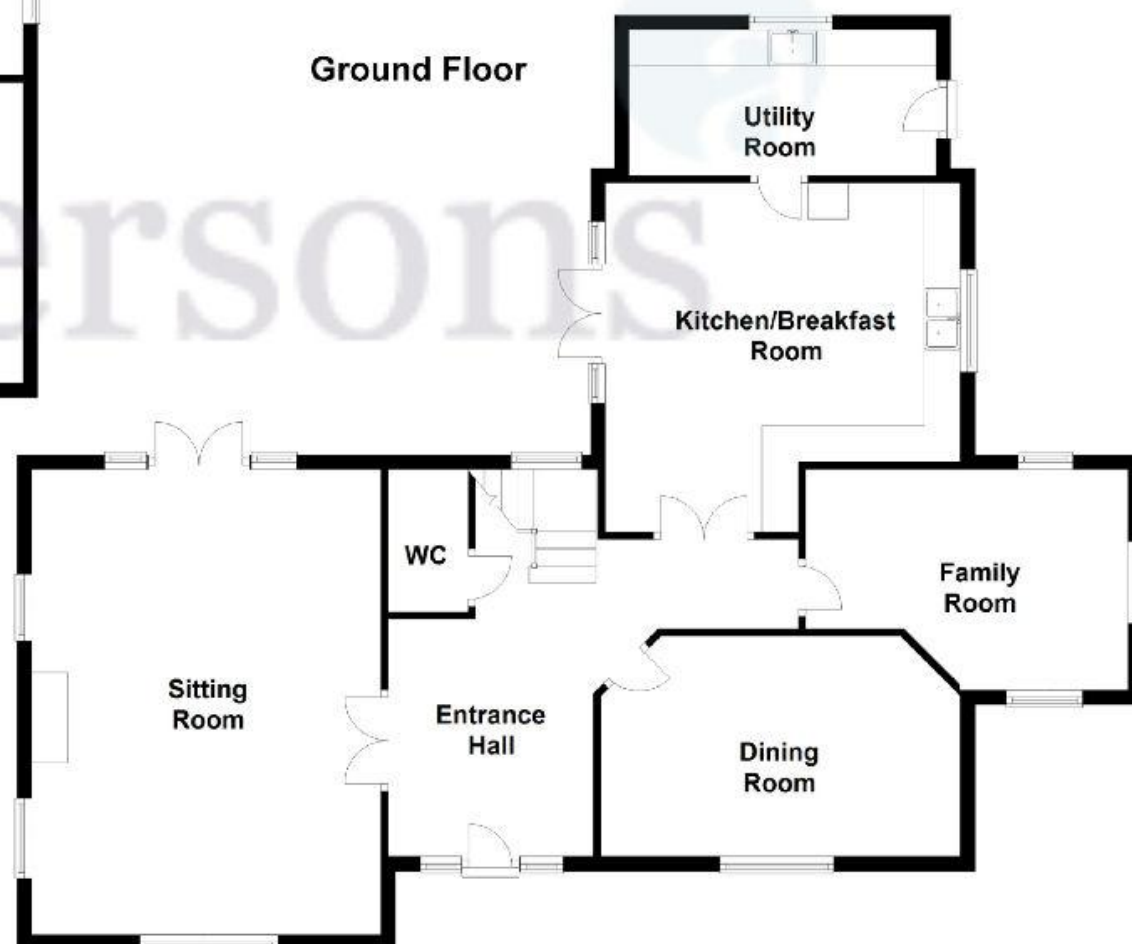 Ground Floor
Utility
Room
ersons
Kitchen/Breakfast
Room
WC
Family
Room
Sitting
Room
Entrance
Hall
Dining
Room